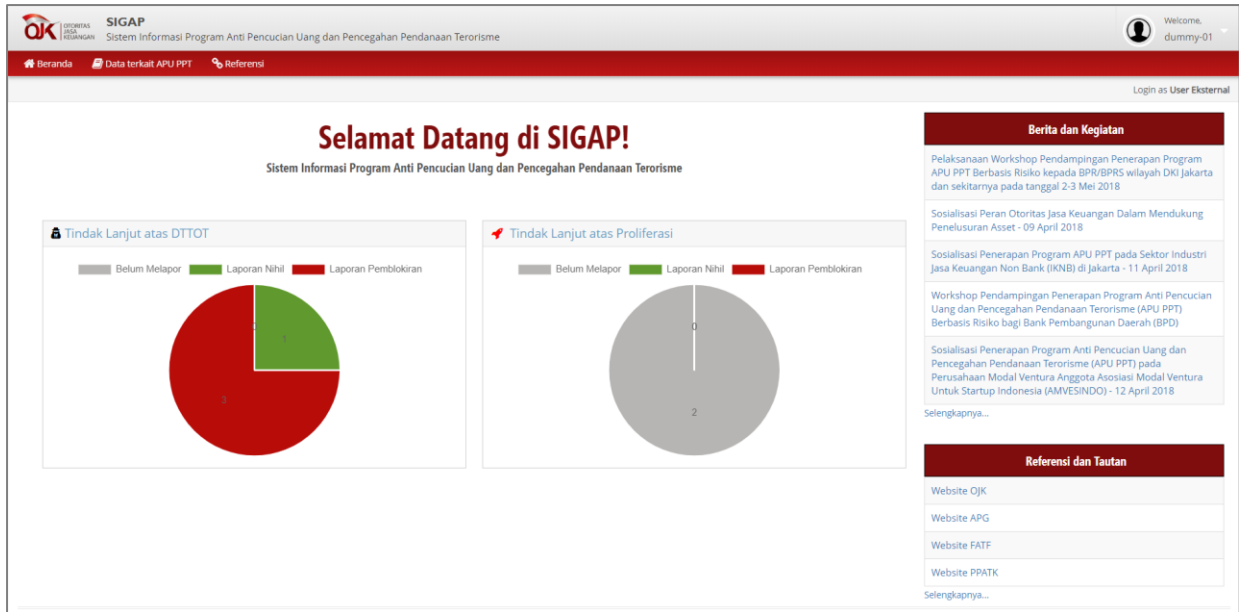 OJK OTORITAS JASA KEUANGAN
SIGAP
Sistem Informasi Program Anti Pencucian Uang dan Pencegahan Pendanaan Terorisme
Welcome,
dummy-01
Beranda Data terkait APU PPT Referensi
Login as User Eksternal
Selamat Datang di SIGAP!
Sistem Informasi Program Anti Pencucian Uang dan Pencegahan Pendanaan Terorisme
Tindak Lanjut atas DTTOT
Belum Melapor Laporan Nihil Laporan Pemblokiran
0
1
3
Tindak Lanjut atas Proliferasi
Belum Melapor Laporan Nihil Laporan Pemblokiran
0
2
Berita dan Kegiatan
Pelaksanaan Workshop Pendampingan Penerapan Program
APU PPT Berbasis Risiko kepada BPR/BPRS wilayah DKI Jakarta
dan sekitarnya pada tanggal 2-3 Mei 2018
Sosialisasi Peran Otoritas Jasa Keuangan Dalam Mendukung
Penelusuran Asset - 09 April 2018
Sosialisasi Penerapan Program APU PPT pada Sektor Industri
Jasa Keuangan Non Bank (IKNB) di Jakarta - 11 April 2018
Workshop Pendampingan Penerapan Program Anti Pencucian
Uang dan Pencegahan Pendanaan Terorisme (APU PPT)
Berbasis Risiko bagi Bank Pembangunan Daerah (BPD)
Sosialisasi Penerapan Program Anti Pencucian Uang dan
Pencegahan Pendanaan Terorisme (APU PPT) pada
Perusahaan Modal Ventura Anggota Asosiasi Modal Ventura
Untuk Startup Indonesia (AMVESINDO) - 12 April 2018
Selengkapnya...
Referensi dan Tautan
Website OJK
Website APG
Website FATF
Website PPATK
Selengkapnya...